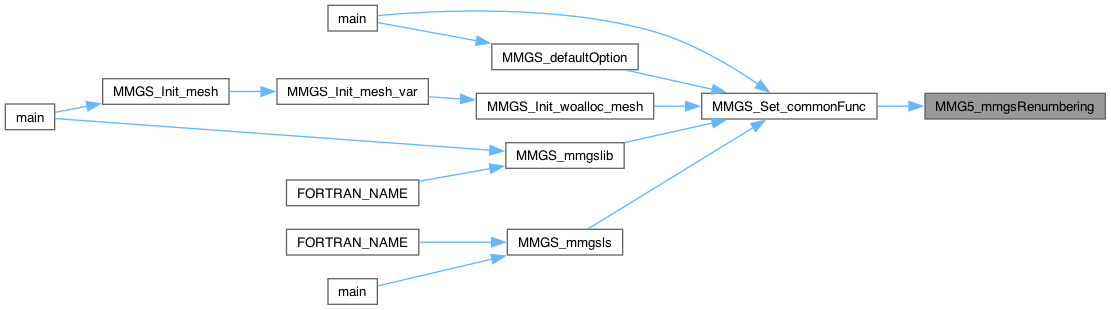 main
MMGS_defaultOption
MMGS_Init_mesh
MMGS_Init_mesh_var
MMGS_Init_woalloc_mesh
MMGS_Set_commonFunc
MMG5_mmgsRenumbering
main
MMGS_mmgslib
FORTRAN_NAME
FORTRAN_NAME
MMGS_mmgsls
main